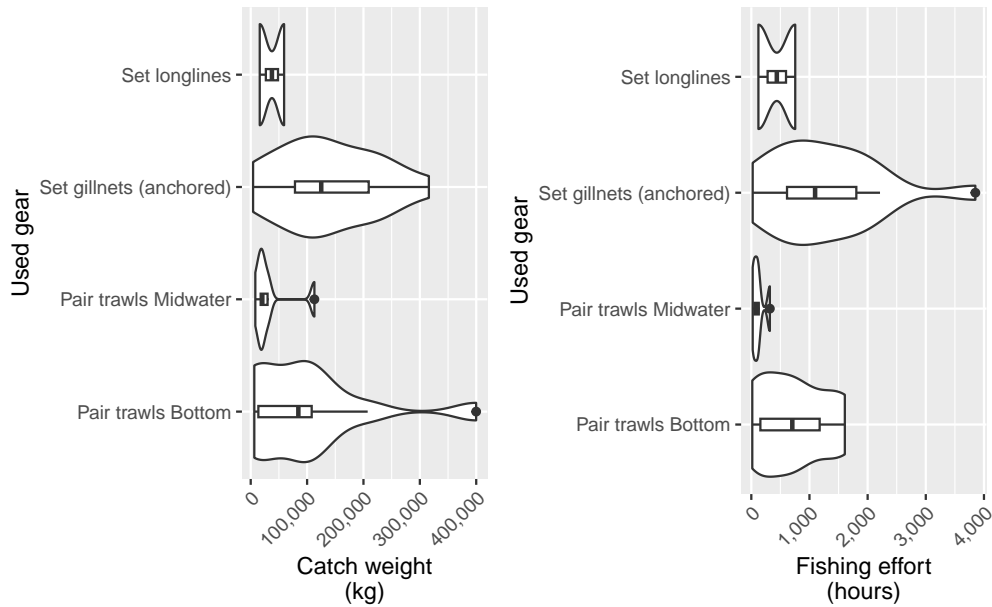 Used gear
Set longlines
Set gillnets (anchored)
Pair trawls Midwater
Pair trawls Bottom
0
100,000
200,000
300,000
400,000
Catch weight
(kg)
Used gear
Set longlines
Set gillnets (anchored)
Pair trawls Midwater
Pair trawls Bottom
0
1,000
2,000
3,000
4,000
Fishing effort
(hours)